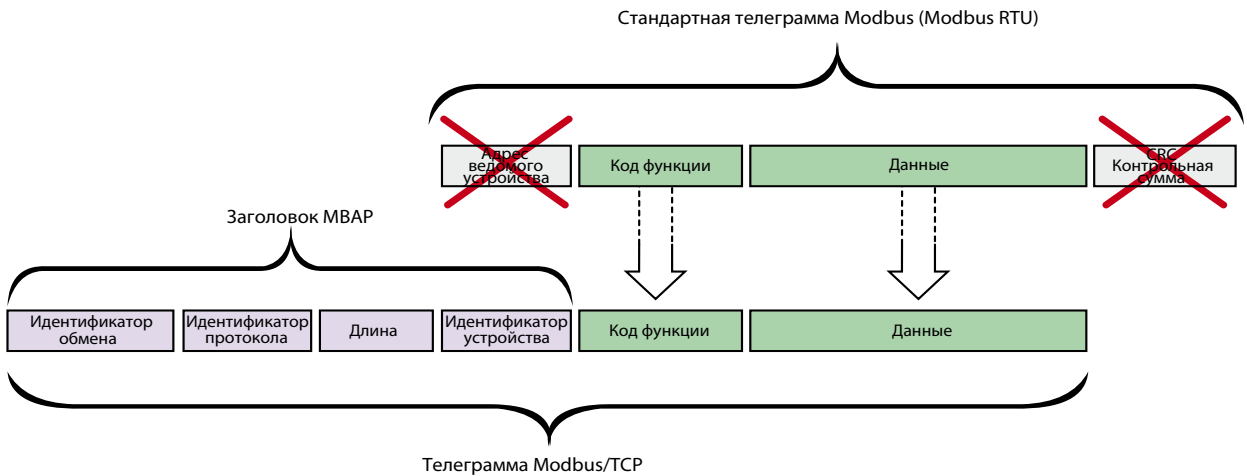 Стандартная телеграмма Modbus (Modbus RTU)
Адрес
ведомого
устройства
Код функции
Данные
CRC
Контрольная
сумма
Заголовок MBAP
Идентификатор
обмена
Идентификатор
протокола
Длина
Идентификатор
устройства
Код функции
Данные
Телеграмма Modbus/TCP